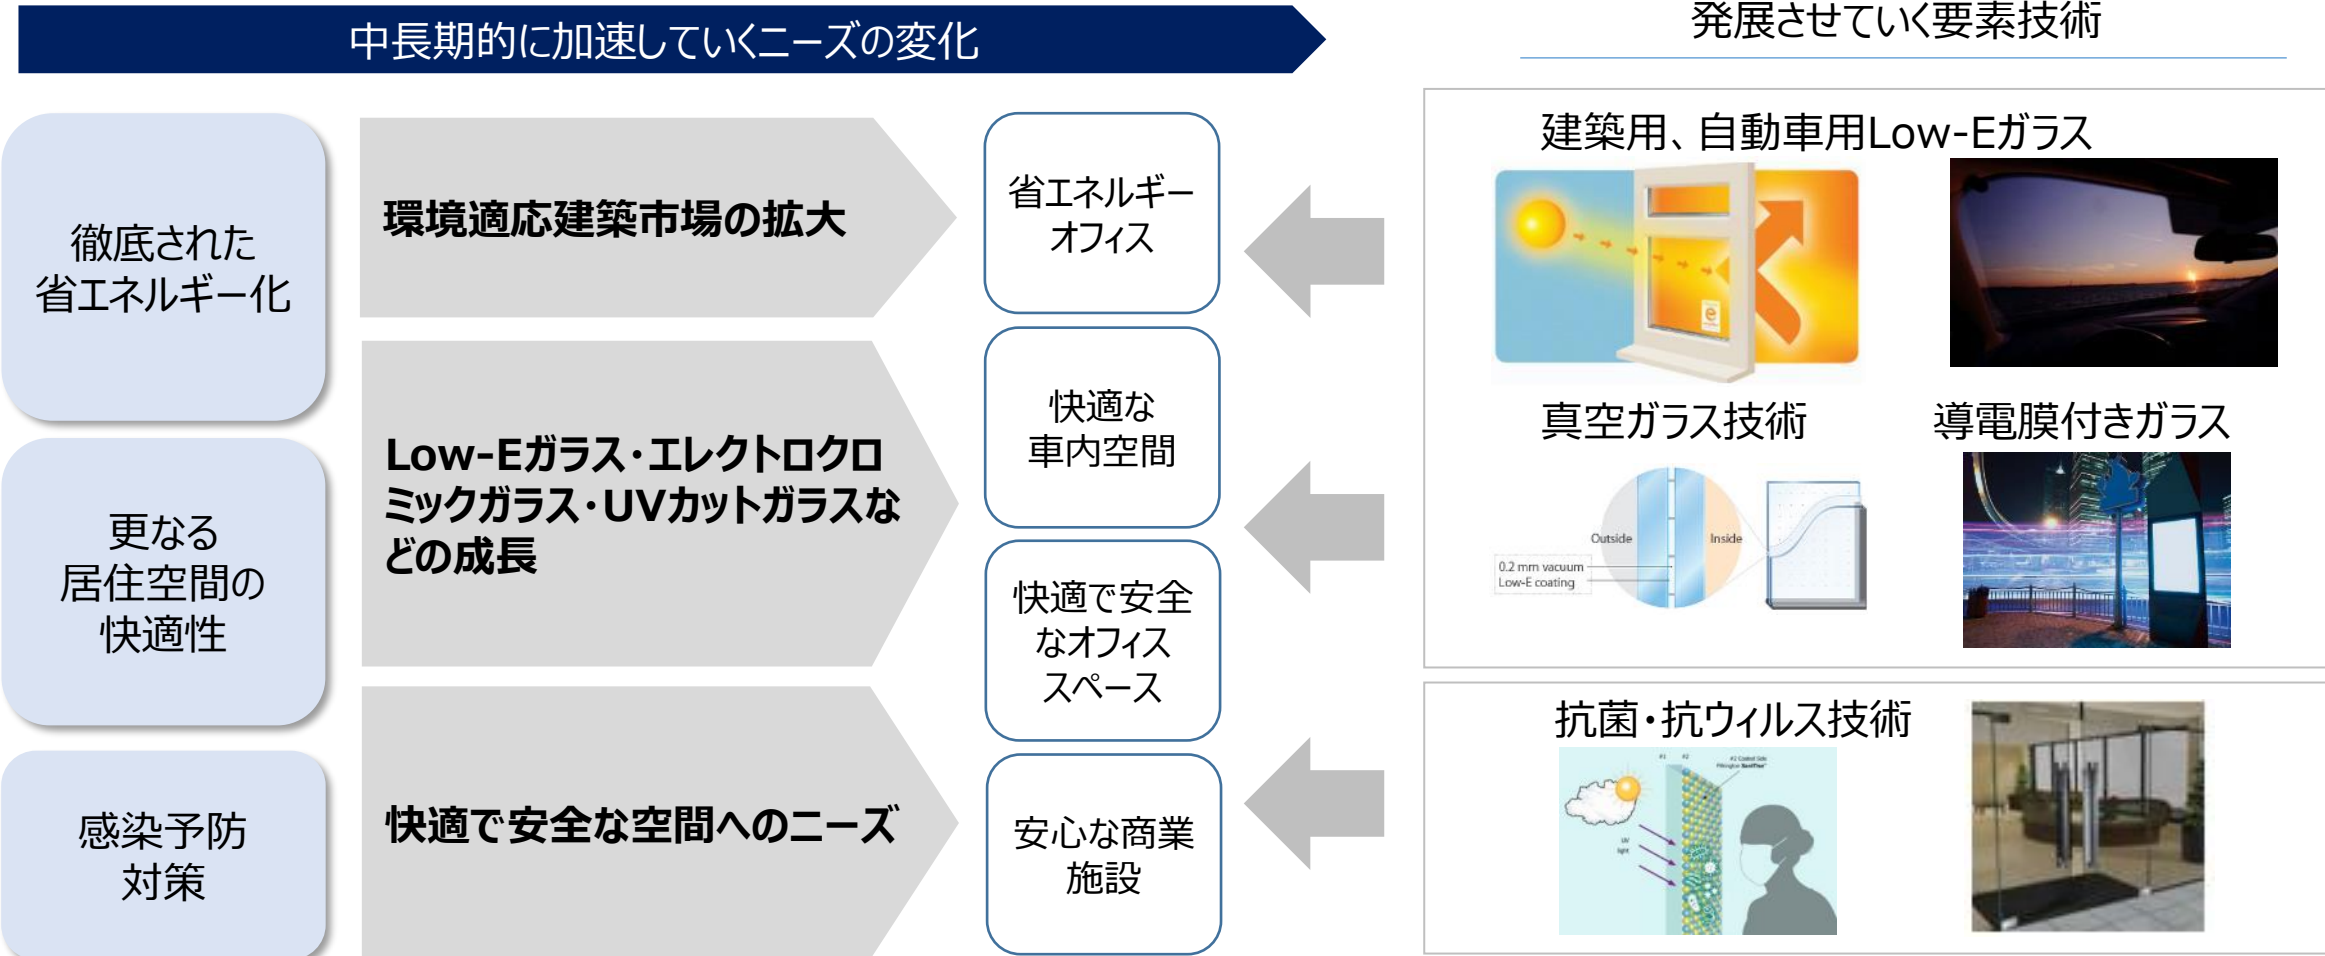 中長期的に加速していくニーズの変化
発展させていく要素技術
徹底された
省エネルギー化
更なる
居住空間の
快適性
感染予防
対策
環境適応建築市場の拡大
Low-Eガラス・エレクトロクロ
ミックガラス・UVカットガラスな
どの成長
快適で安全な空間へのニーズ
省エネルギー
オフィス
快適な
車内空間
快適で安全
なオフィス
スペース
安心な商業
施設
建築用、自動車用Low-Eガラス
e
真空ガラス技術
導電膜付きガラス
Outside
Inside
0.2 mm vacuum
Low-E coating
抗菌・抗ウィルス技術
#1
#2
#2 Coated Side
Pilkington SaniTise™
UV
light